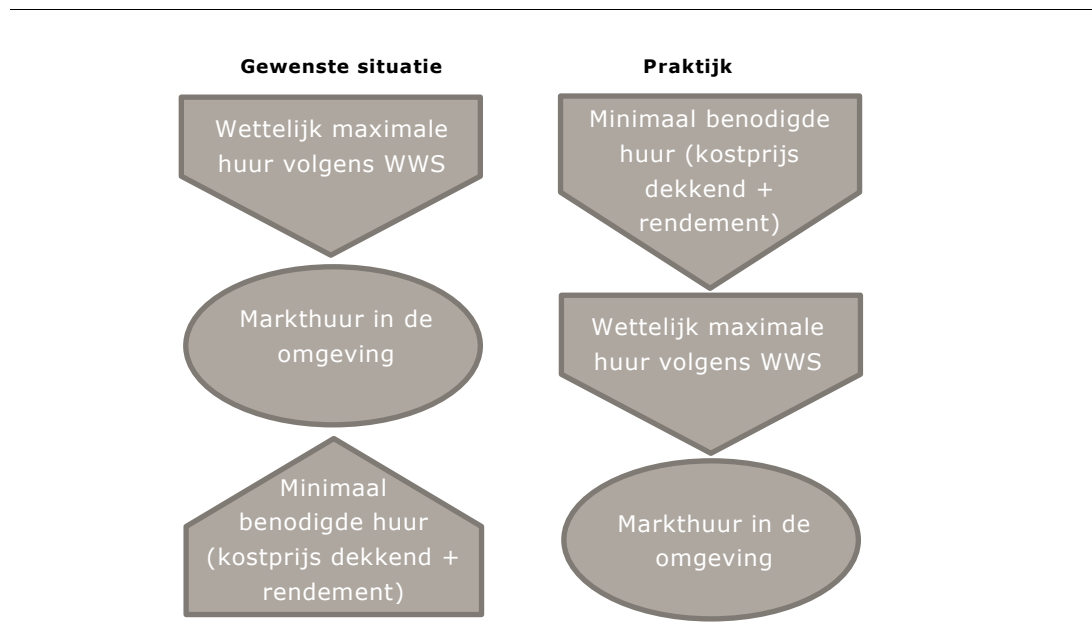 Gewenste situatie
Wettelijk maximale
huur volgens WWS
Markthuur in de
omgeving
Minimaal
benodigde huur
(kostprijs dekkend +
rendement)
Praktijk
Minimaal benodigde
huur (kostprijs
dekkend +
rendement)
Wettelijk maximale
huur volgens WWS
Markthuur in de
omgeving